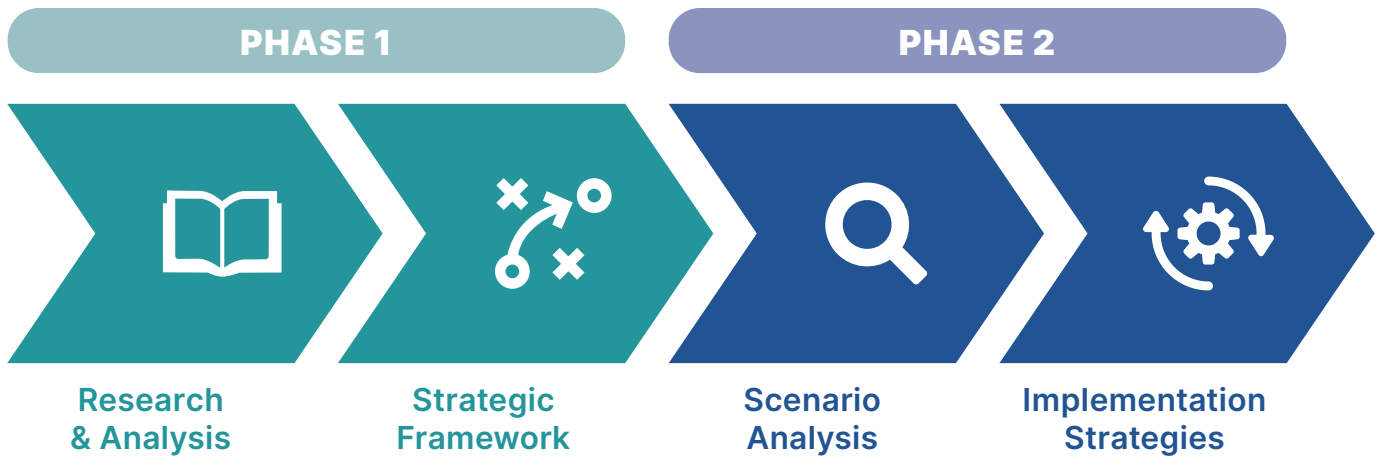 PHASE 1
PHASE 2
Research
& Analysis
Strategic
Framework
Scenario
Analysis
Implementation
Strategies